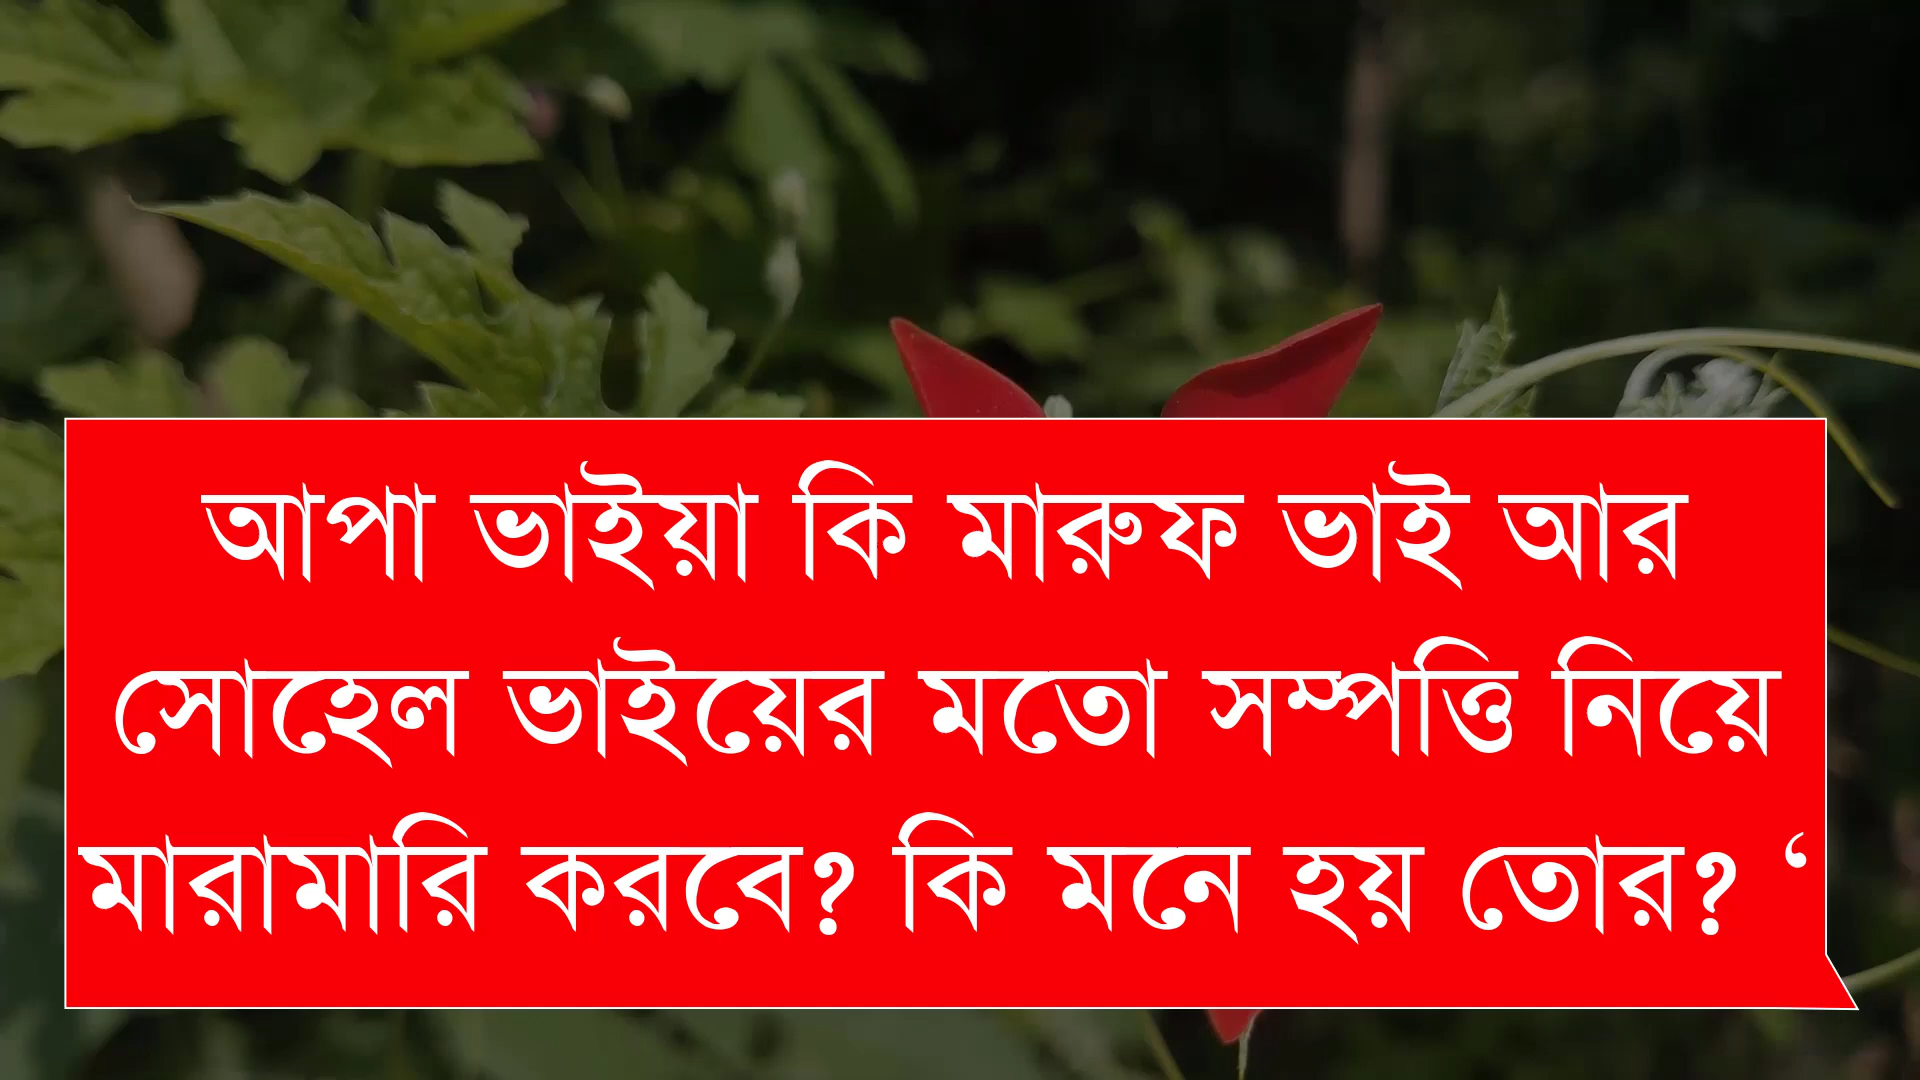 আপা ভাইয়া কি মারুফ ভাই আর
সোহেল ভাইয়ের মতো সম্পত্তি নিয়ে
মারামারি করবে? কি মনে হয় তোর? ‘